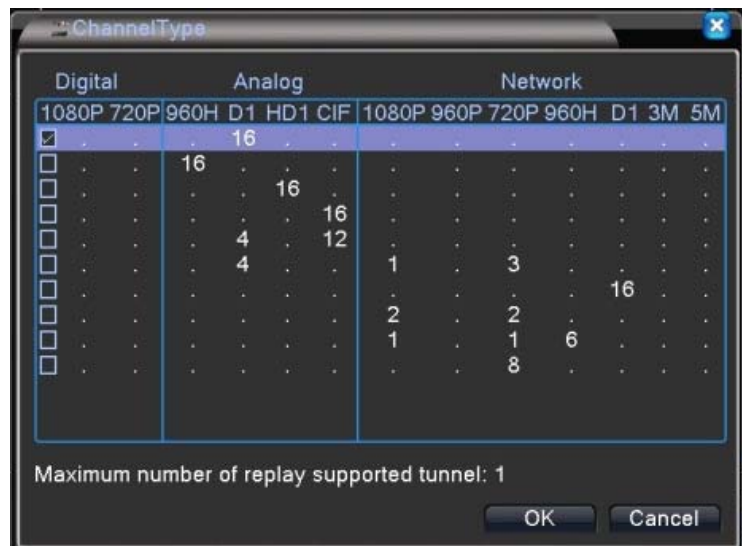 ChannelType
Digital Analog Network
1080P 720P 960H D1 HD1 CIF 1080P 960P 720P 960H D1 3M 5M
. . . 16 . . . . . . . . .
. . 16 . . . . . . . . . .
. . . . 16 . . . . . . . .
. . . . . 16 . . . . . . .
. . . 4 . 12 . . . . . . .
. . . 4 . . 1 . 3 . . . .
. . . . . . . . . . 16 . .
. . . . . . 2 . 2 . . . .
. . . . . . 1 . 1 6 . . .
. . . . . . . . 8 . . . .
Maximum number of replay supported tunnel: 1
OK Cancel